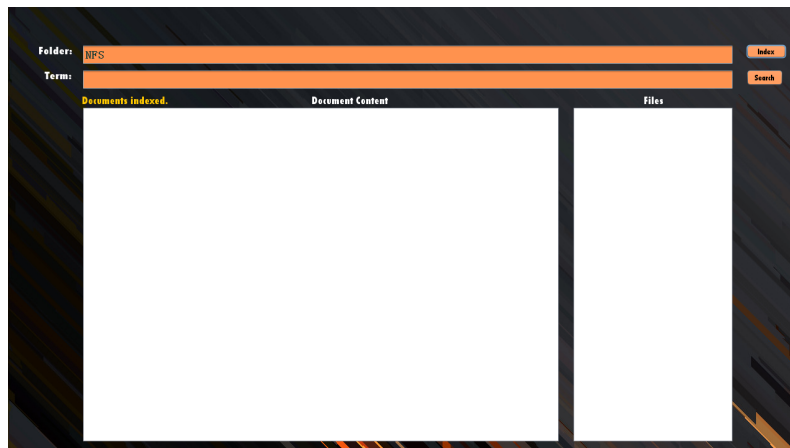 Folder: NFS Index
Term: Search
Documents indexed. Document Content Files